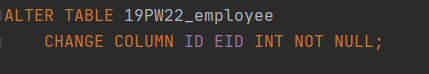 ALTER TABLE 19PW22_employee
CHANGE COLUMN ID EID INT NOT NULL;